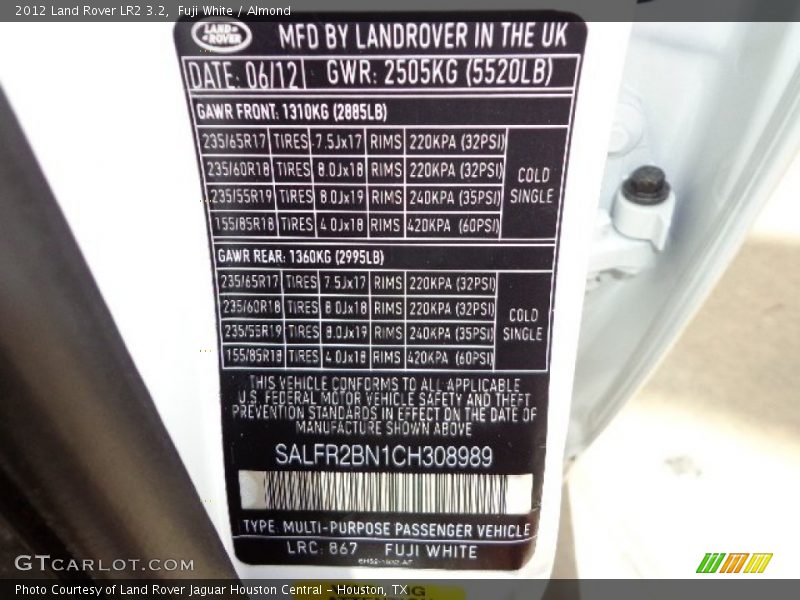 2012 Land Rover LR2 3.2, Fuji White / Almond
LAND ROVER
MFD BY LANDROVER IN THE UK
DATE: 06/12 GWR: 2505KG (5520LB)
GAWR FRONT: 1310KG (2885LB)
235/65R17 TIRES 7.5Jx17 RIMS 220KPA (32PSI)
235/60R18 TIRES 8.0Jx18 RIMS 220KPA (32PSI)
235/55R19 TIRES 8.0Jx19 RIMS 240KPA (35PSI)
155/85R18 TIRES 4.0Jx18 RIMS 420KPA (60PSI)
COLD
SINGLE
GAWR REAR: 1360KG (2995LB)
235/65R17 TIRES 7.5Jx17 RIMS 220KPA (32PSI)
235/60R18 TIRES 8.0Jx18 RIMS 220KPA (32PSI)
235/55R19 TIRES 8.0Jx19 RIMS 240KPA (35PSI)
155/85R18 TIRES 4.0Jx18 RIMS 420KPA (60PSI)
COLD
SINGLE
THIS VEHICLE CONFORMS TO ALL APPLICABLE
U.S. FEDERAL MOTOR VEHICLE SAFETY AND THEFT
PREVENTION STANDARDS IN EFFECT ON THE DATE OF
MANUFACTURE SHOWN ABOVE
SALFR2BN1CH308989
TYPE: MULTI-PURPOSE PASSENGER VEHICLE
LRC: 867 FUJI WHITE
GTCARLOT.COM
Photo Courtesy of Land Rover Jaguar Houston Central - Houston, TX